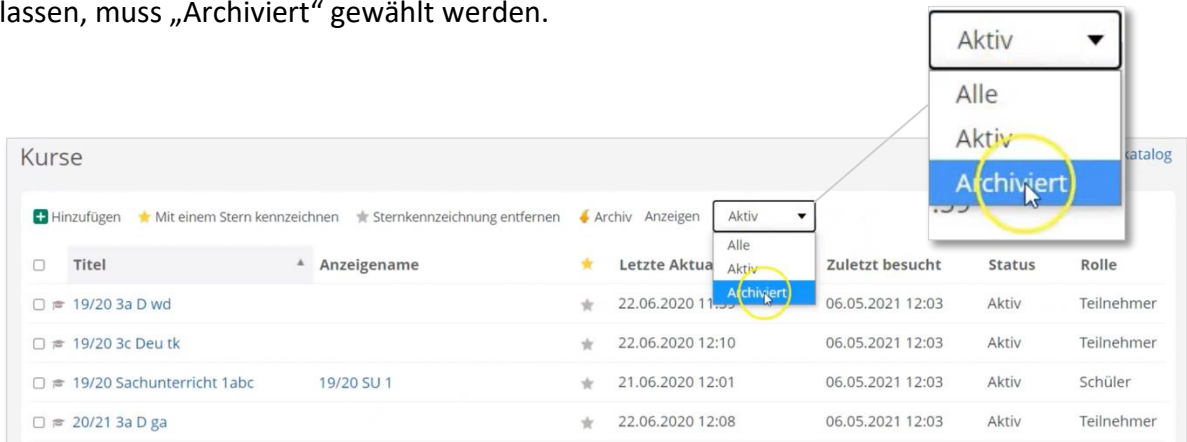 lassen, muss „Archiviert“ gewählt werden.
Aktiv
Alle
Aktiv
Archiviert
Kurse
katalog
Hinzufügen Mit einem Stern kennzeichnen Sternkennzeichnung entfernen Archiv Anzeigen Aktiv
Alle
Aktiv
Archiviert
Titel Anzeigename Letzte Aktua Zuletzt besucht Status Rolle
19/20 3a D wd 22.06.2020 06.05.2021 12:03 Aktiv Teilnehmer
19/20 3c Deu tk 22.06.2020 12:10 06.05.2021 12:03 Aktiv Teilnehmer
19/20 Sachunterricht 1abc 19/20 SU 1 21.06.2020 12:01 06.05.2021 12:03 Aktiv Schüler
20/21 3a D ga 22.06.2020 12:08 06.05.2021 12:03 Aktiv Teilnehmer